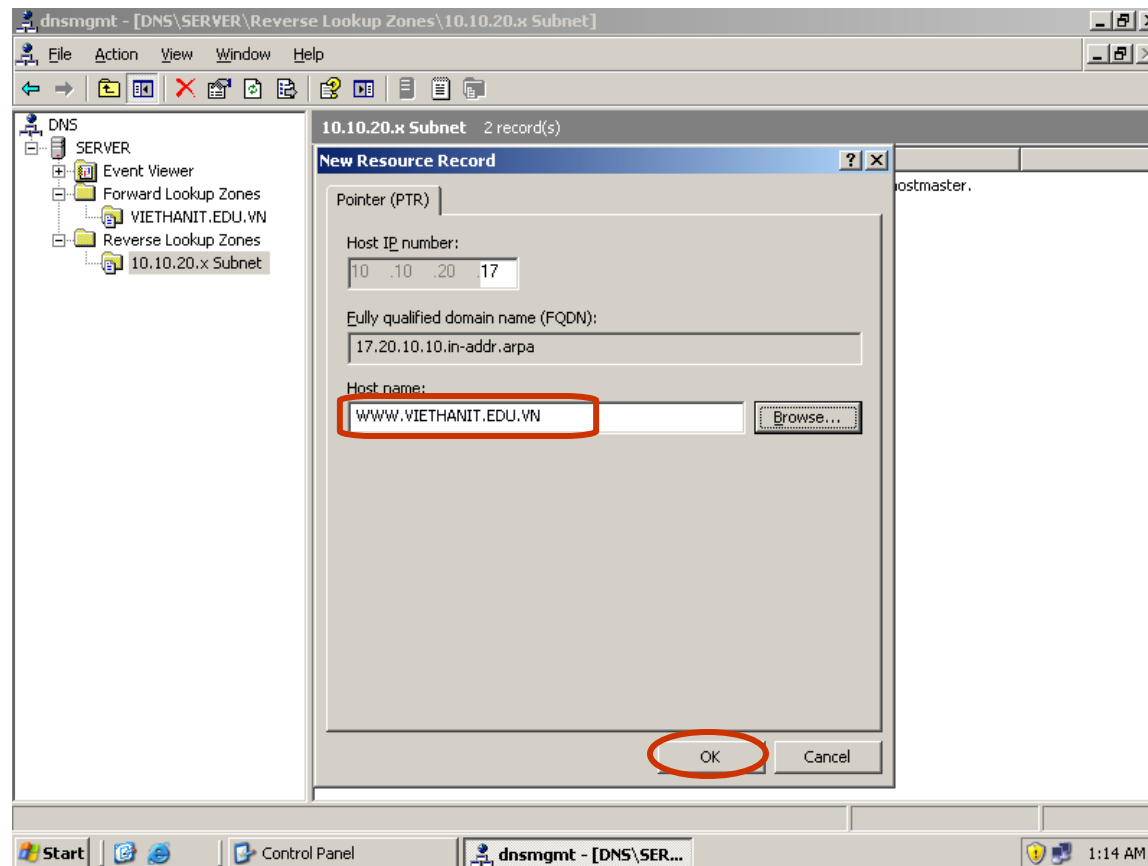 dnsmgmt - [DNS\SERVER\Reverse Lookup Zones\10.10.20.x Subnet]
File Action View Window Help
DNS
SERVER
Event Viewer
Forward Lookup Zones
VIETHANIT.EDU.VN
Reverse Lookup Zones
10.10.20.x Subnet
10.10.20.x Subnet 2 record(s)
hostmaster.
New Resource Record
Pointer (PTR)
Host IP number:
10 .10 .20 .17
Fully qualified domain name (FQDN):
17.20.10.10.in-addr.arpa
Host name:
WWW.VIETHANIT.EDU.VN
Browse...
OK Cancel
Start Control Panel dnsmgmt - [DNS\SER... 1:14 AM